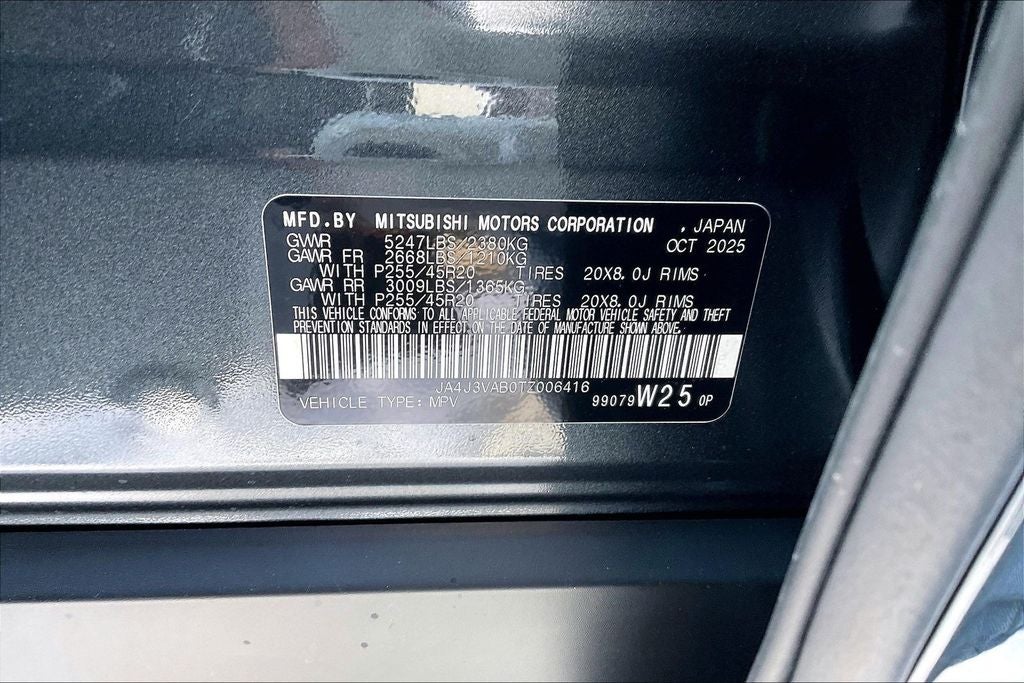 MFD.BY MITSUBISHI MOTORS CORPORATION , JAPAN
GVWR 5247LBS/2380KG OCT 2025
GAWR FR 2668LBS/1210KG
WITH P255/45R20 TIRES 20X8.0J RIMS
GAWR RR 3009LBS/1365KG
WITH P255/45R20 TIRES 20X8.0J RIMS
THIS VEHICLE CONFORMS TO ALL APPLICABLE FEDERAL MOTOR VEHICLE SAFETY AND THEFT
PREVENTION STANDARDS IN EFFECT ON THE DATE OF MANUFACTURE SHOWN ABOVE.
JA4J3VAB0TZ006416
VEHICLE TYPE: MPV 99079 W25 0P